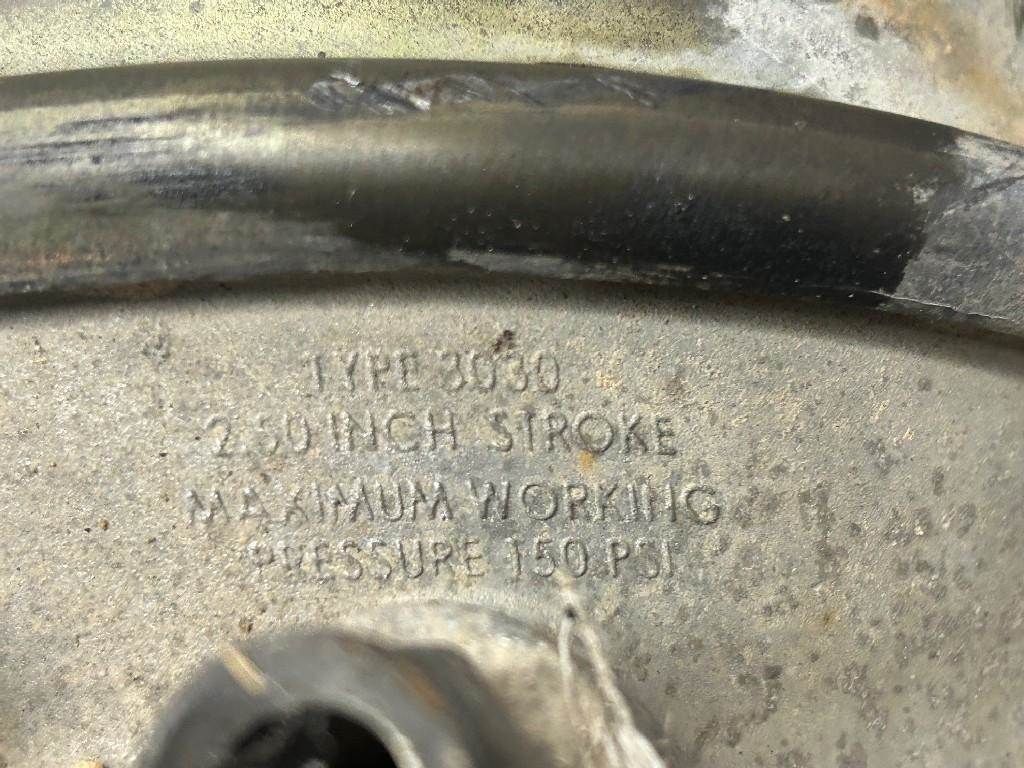 TYPE 3030
2.50 INCH STROKE
MAXIMUM WORKING
PRESSURE 150 PSI